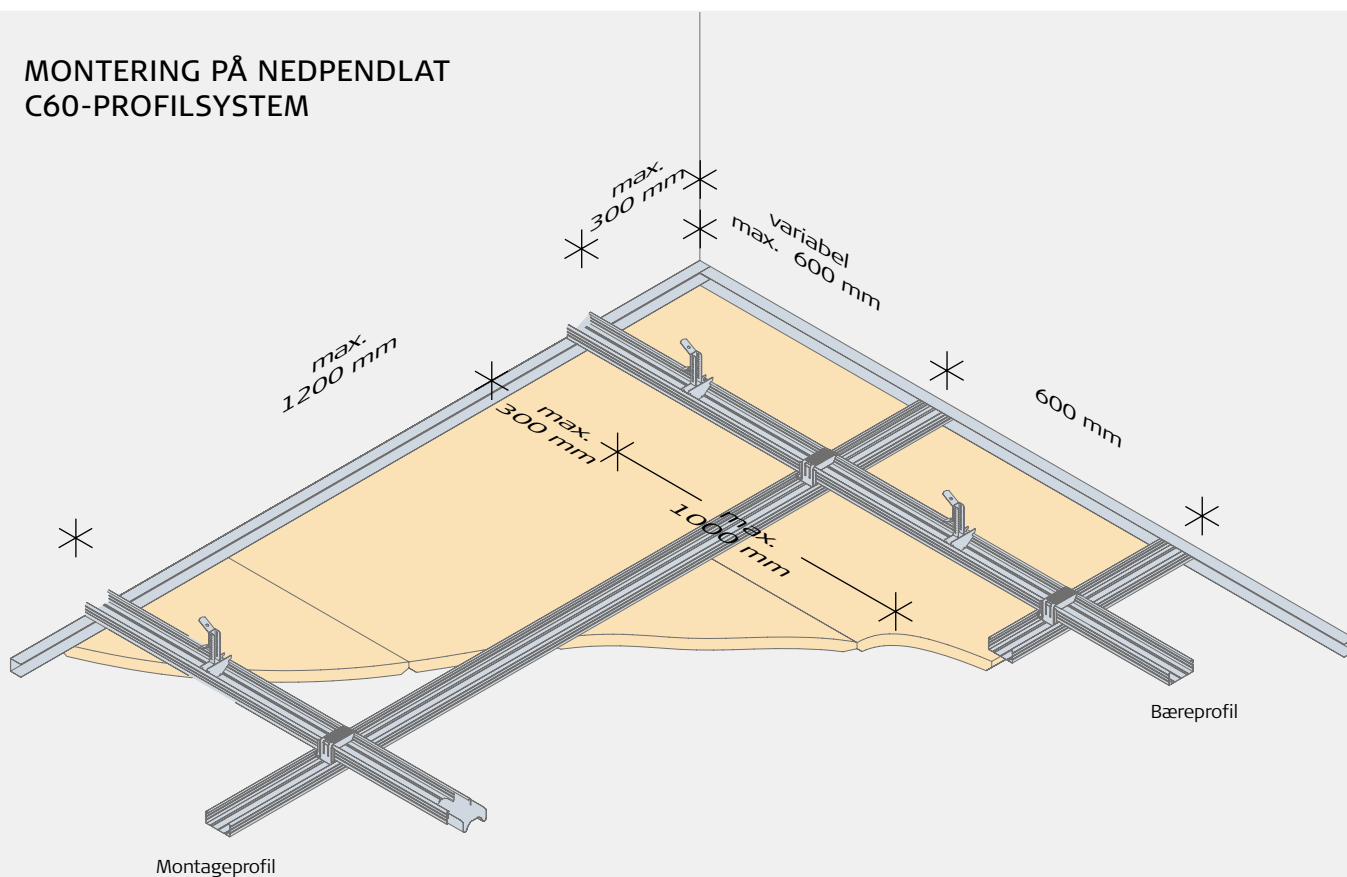 MONTERING PÅ NEDPENDLAT
C60-PROFILSYSTEM
max.
300 mm
variabel
max. 600 mm
max.
1200 mm
600 mm
max.
300 mm
max.
1000 mm
Bæreprofil
Montageprofil